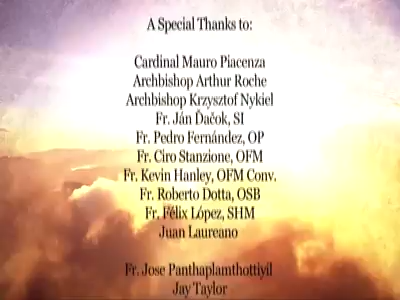 A Special Thanks to:
Cardinal Mauro Piacenza
Archbishop Arthur Roche
Archbishop Krzysztof Nykiel
Fr. Ján Ďačok, SI
Fr. Pedro Fernández, OP
Fr. Ciro Stanzione, OFM
Fr. Kevin Hanley, OFM Conv.
Fr. Roberto Dotta, OSB
Fr. Félix López, SHM
Juan Laureano
Fr. Jose Panthaplamthottiyil
Jay Taylor